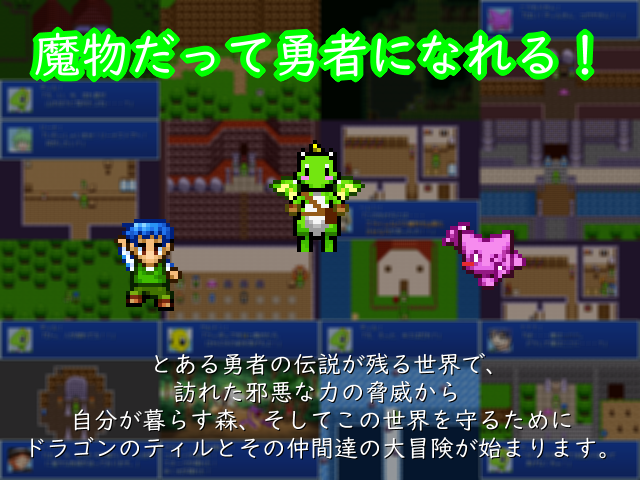 魔物だって勇者になれる！
とある勇者の伝説が残る世界で、
訪れた邪悪な力の脅威から
自分が暮らす森、そしてこの世界を守るために
ドラゴンのティルとその仲間達の大冒険が始まります。